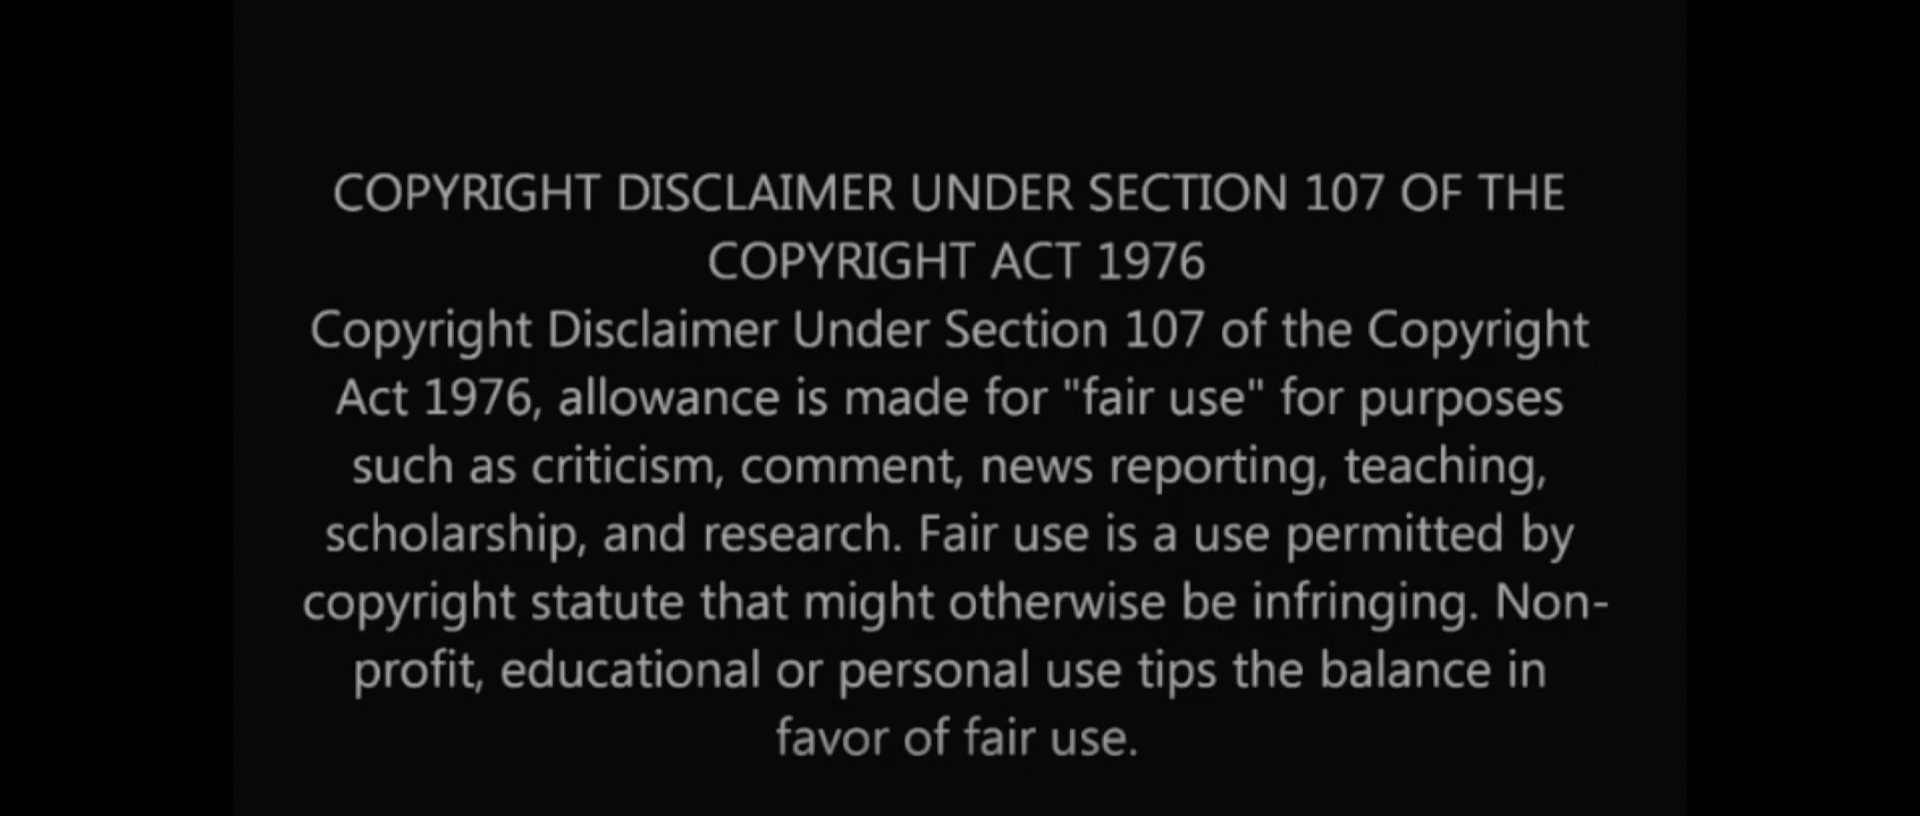 COPYRIGHT DISCLAIMER UNDER SECTION 107 OF THE
COPYRIGHT ACT 1976
Copyright Disclaimer Under Section 107 of the Copyright
Act 1976, allowance is made for "fair use" for purposes
such as criticism, comment, news reporting, teaching,
scholarship, and research. Fair use is a use permitted by
copyright statute that might otherwise be infringing. Non-
profit, educational or personal use tips the balance in
favor of fair use.